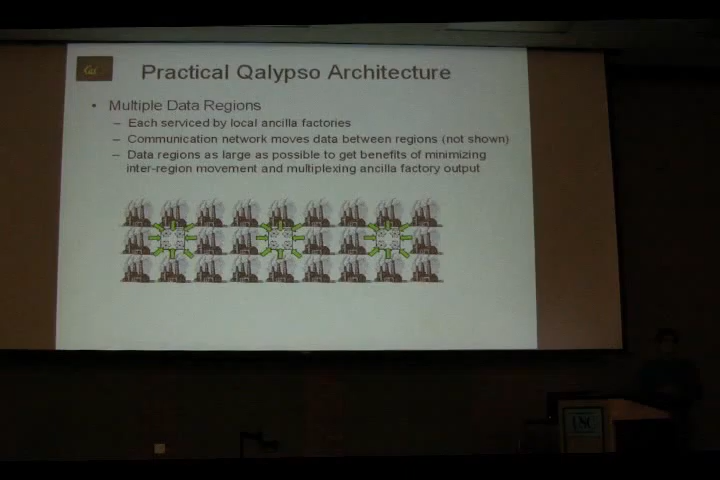 Cal
Practical Qalypso Architecture
• Multiple Data Regions
– Each serviced by local ancilla factories
– Communication network moves data between regions (not shown)
– Data regions as large as possible to get benefits of minimizing
inter-region movement and multiplexing ancilla factory output